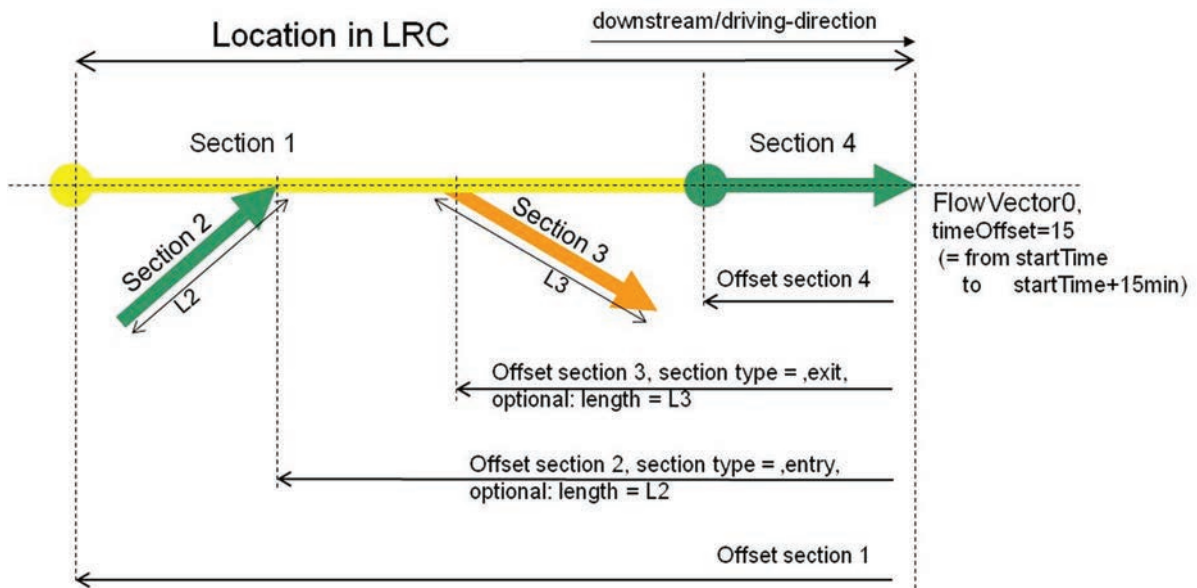 downstream/driving-direction
Location in LRC
Section 1
Section 4
Section 2
L2
Section 3
L3
FlowVector0,
timeOffset=15
(= from startTime
to startTime+15min)
Offset section 4
Offset section 3, section type = ‚exit‚
optional: length = L3
Offset section 2, section type = ‚entry‚
optional: length = L2
Offset section 1